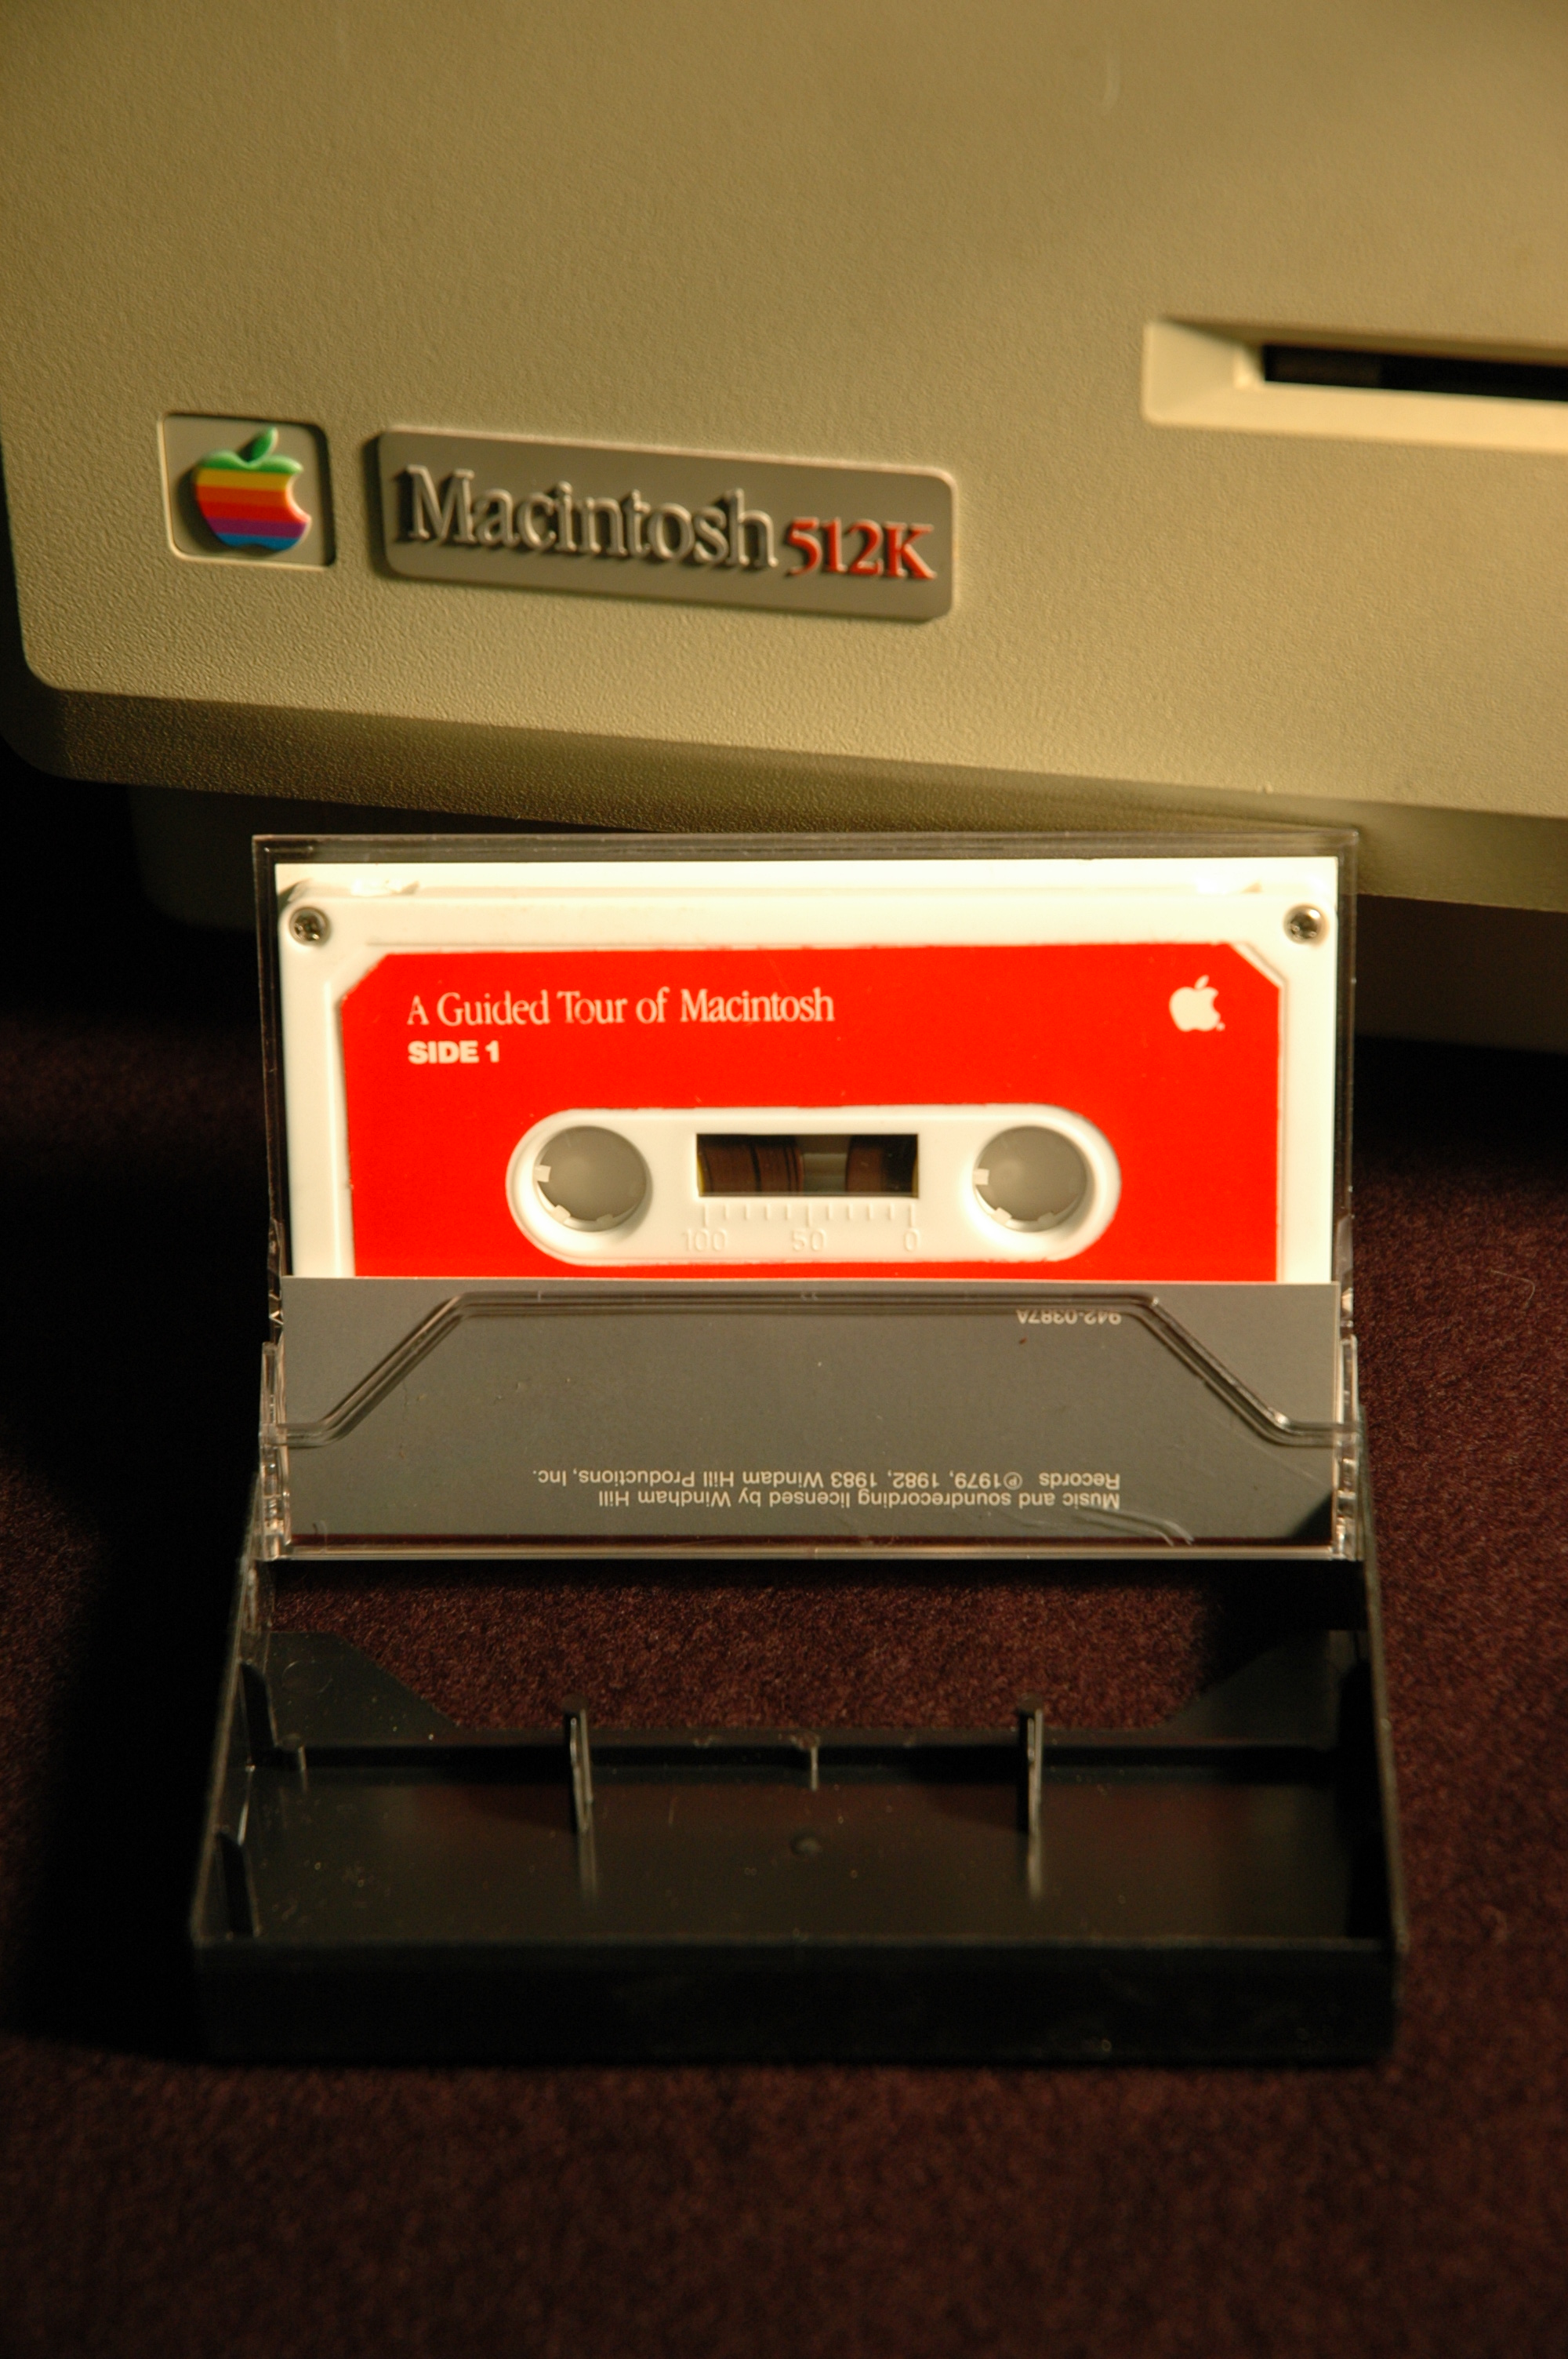 Macintosh 512K
A Guided Tour of Macintosh
SIDE 1
100 50 0
942-0387A
Music and soundrecording licensed by Windham Hill
Records ℗1979, 1982, 1983 Windam Hill Productions, Inc.